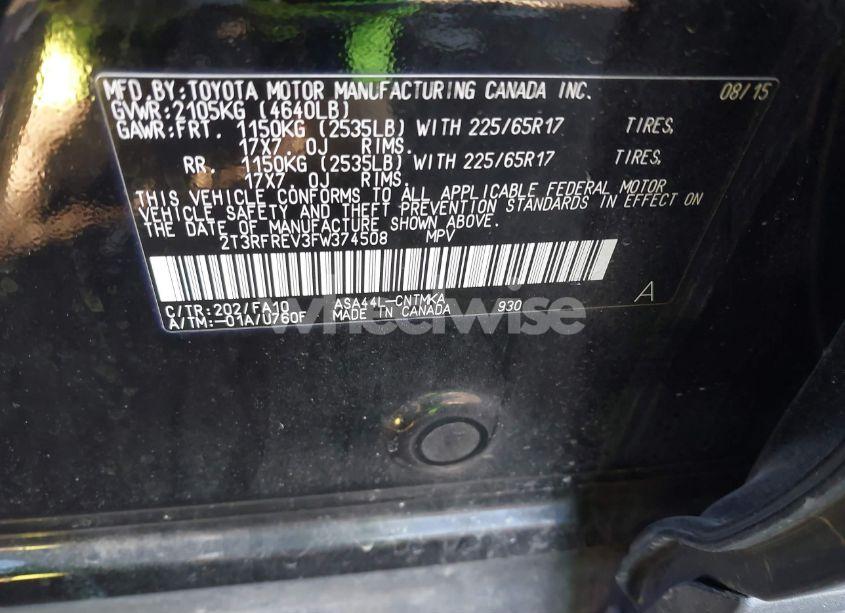 MFD. BY: TOYOTA MOTOR MANUFACTURING CANADA INC. 08/15
GVWR: 2105KG (4640LB)
GAWR: FRT. 1150KG (2535LB) WITH 225/65R17 TIRES,
17X7. OJ RIMS.
RR. 1150KG (2535LB) WITH 225/65R17 TIRES,
17X7. OJ RIMS.
THIS VEHICLE CONFORMS TO ALL APPLICABLE FEDERAL MOTOR
VEHICLE SAFETY AND THEFT PREVENTION STANDARDS IN EFFECT ON
THE DATE OF MANUFACTURE SHOWN ABOVE.
2T3RFREV3FW374508 MPV
C/TR: 202/FA10 ASA44L-CNTMKA 930 A
A/TM: -01A/U760F MADE IN CANADA
wheelwise